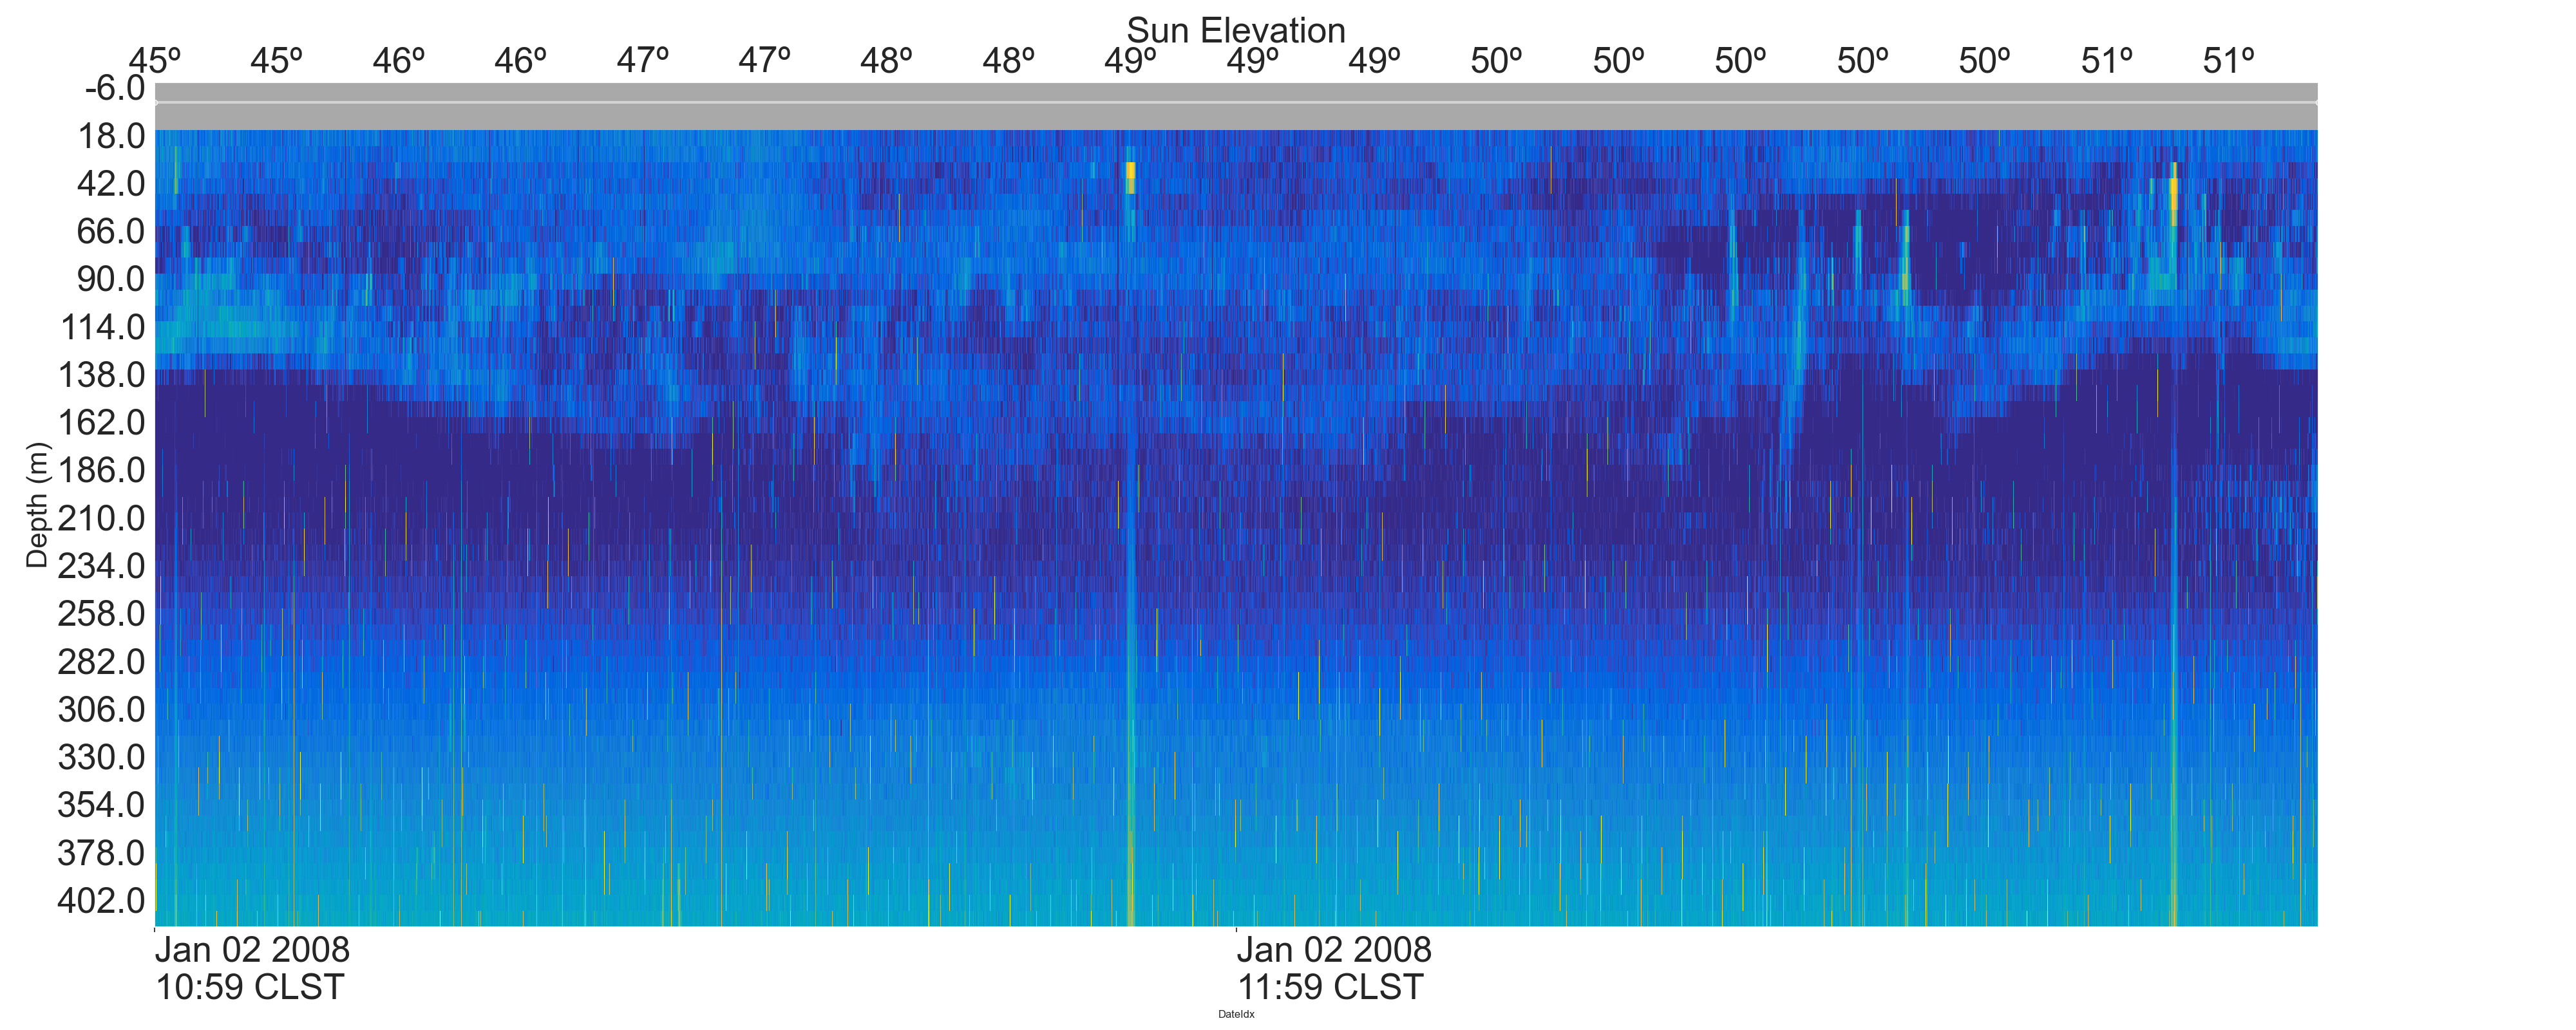 Sun Elevation
45º 45º 46º 46º 47º 47º 48º 48º 49º 49º 49º 50º 50º 50º 50º 50º 51º 51º
-6.0
18.0
42.0
66.0
90.0
114.0
138.0
162.0
186.0
210.0
234.0
258.0
282.0
306.0
330.0
354.0
378.0
402.0
Depth (m)
Jan 02 2008
10:59 CLST
Jan 02 2008
11:59 CLST
DateIdx